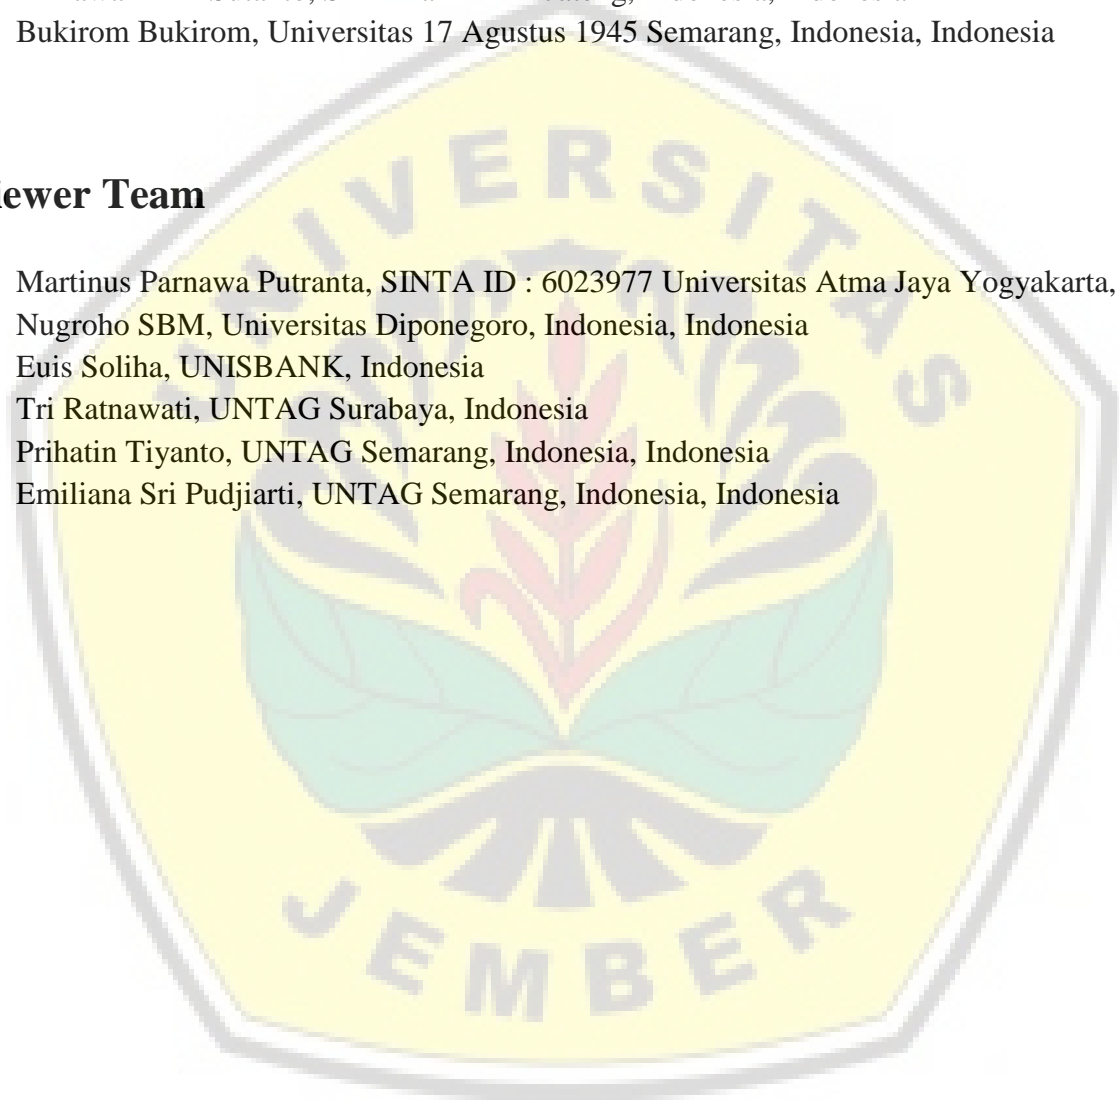 Bukirom Bukirom, Universitas 17 Agustus 1945 Semarang, Indonesia, Indonesia
UNIVERSITAS
Team
Martinus Parnawa Putranta, SINTA ID : 6023977 Universitas Atma Jaya Yogyakarta,
Nugroho SBM, Universitas Diponegoro, Indonesia, Indonesia
Euis Soliha, UNISBANK, Indonesia
Tri Ratnawati, UNTAG Surabaya, Indonesia
Prihatin Tiyanto, UNTAG Semarang, Indonesia, Indonesia
Emiliana Sri Pudjiarti, UNTAG Semarang, Indonesia, Indonesia
JEMBER